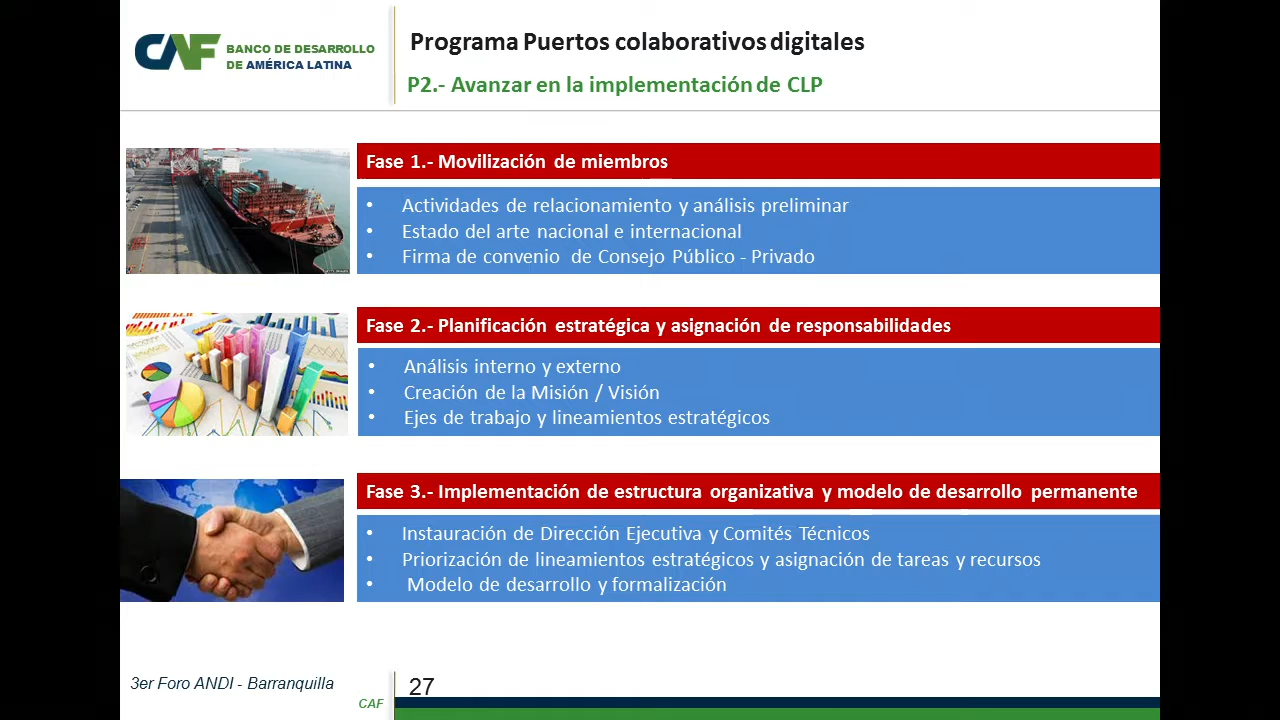 CAF
BANCO DE DESARROLLO
DE AMÉRICA LATINA
Programa Puertos colaborativos digitales
P2.- Avanzar en la implementación de CLP
Fase 1.- Movilización de miembros
• Actividades de relacionamiento y análisis preliminar
• Estado del arte nacional e internacional
• Firma de convenio de Consejo Público - Privado
Fase 2.- Planificación estratégica y asignación de responsabilidades
• Análisis interno y externo
• Creación de la Misión / Visión
• Ejes de trabajo y lineamientos estratégicos
Fase 3.- Implementación de estructura organizativa y modelo de desarrollo permanente
• Instauración de Dirección Ejecutiva y Comités Técnicos
• Priorización de lineamientos estratégicos y asignación de tareas y recursos
• Modelo de desarrollo y formalización
3er Foro ANDI - Barranquilla
CAF
27